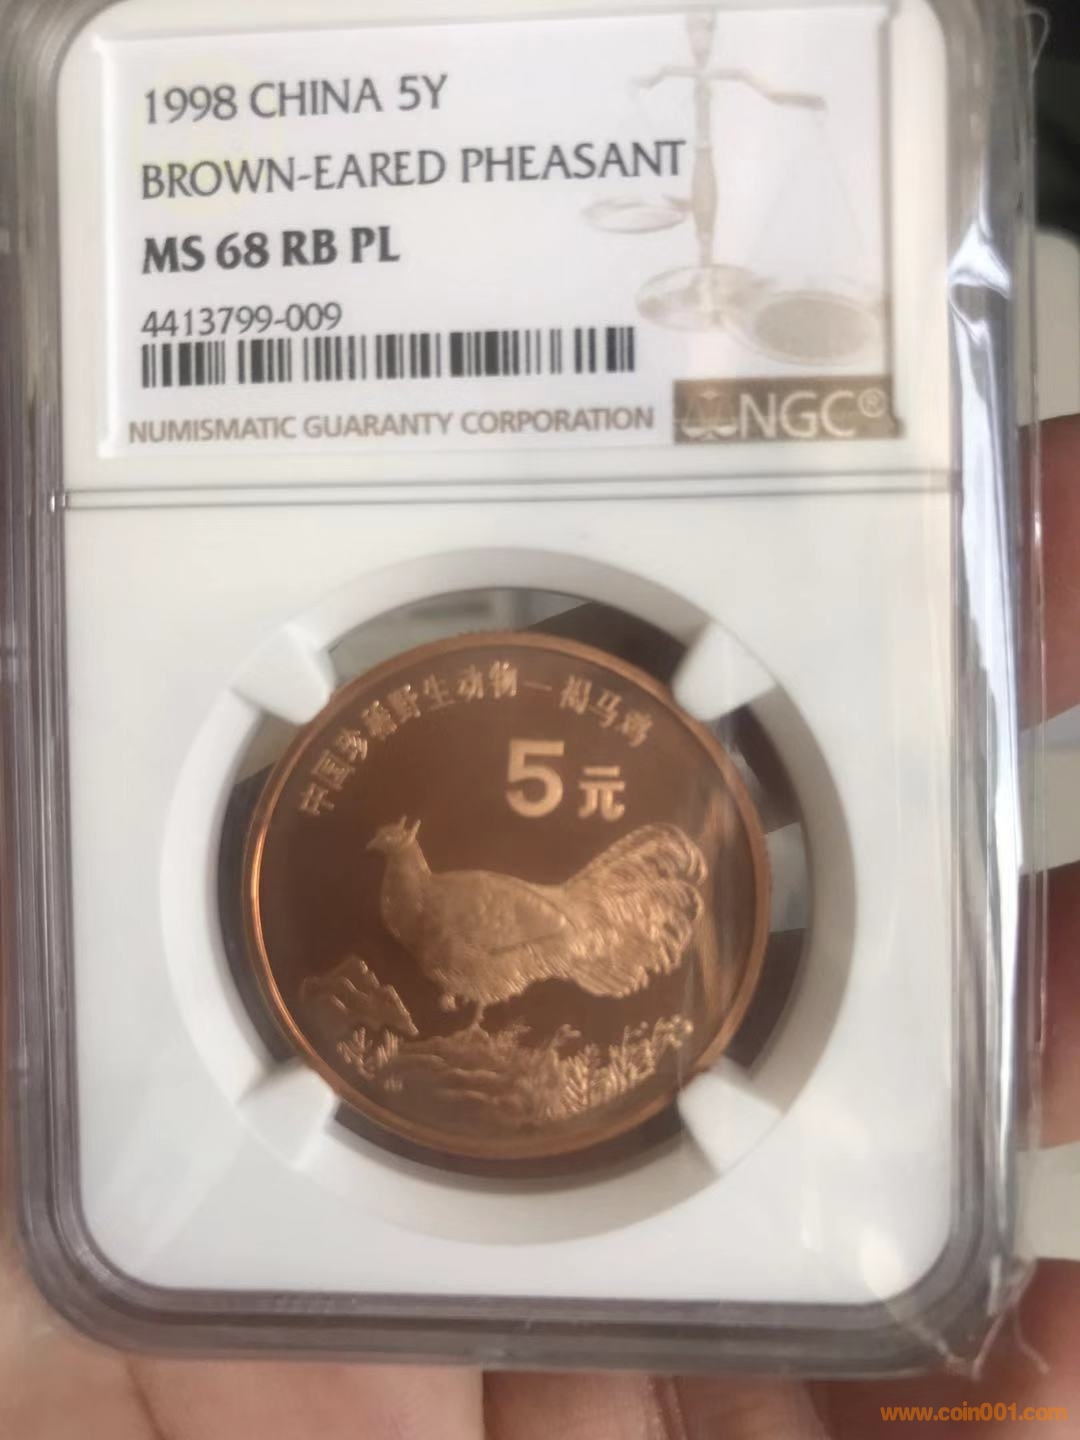 1998 CHINA 5Y
BROWN-EARED PHEASANT
MS 68 RB PL
4413799-009
NUMISMATIC GUARANTY CORPORATION
NGC®
中国珍稀野生动物—褐马鸡
5元
www.coin001.com